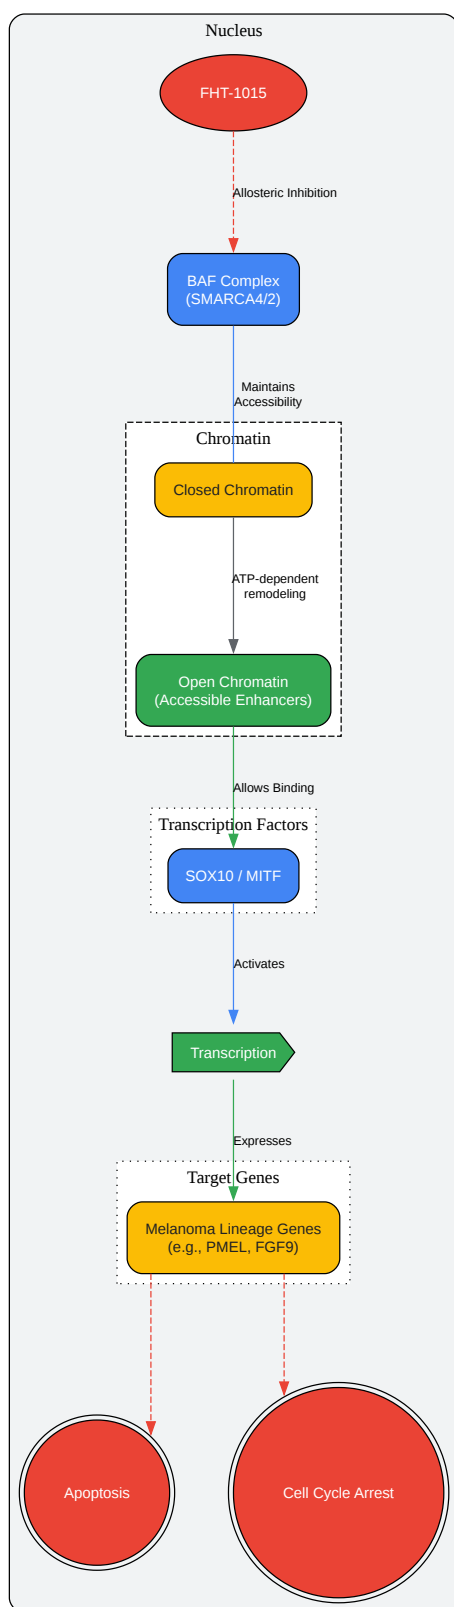 Nucleus
FHT-1015
Allosteric Inhibition
BAF Complex
(SMARCA4/2)
Maintains
Accessibility
Chromatin
Closed Chromatin
ATP-dependent
remodeling
Open Chromatin
(Accessible Enhancers)
Allows Binding
Transcription Factors
SOX10 / MITF
Activates
Transcription
Expresses
Target Genes
Melanoma Lineage Genes
(e.g., PMEL, FGF9)
Apoptosis
Cell Cycle Arrest